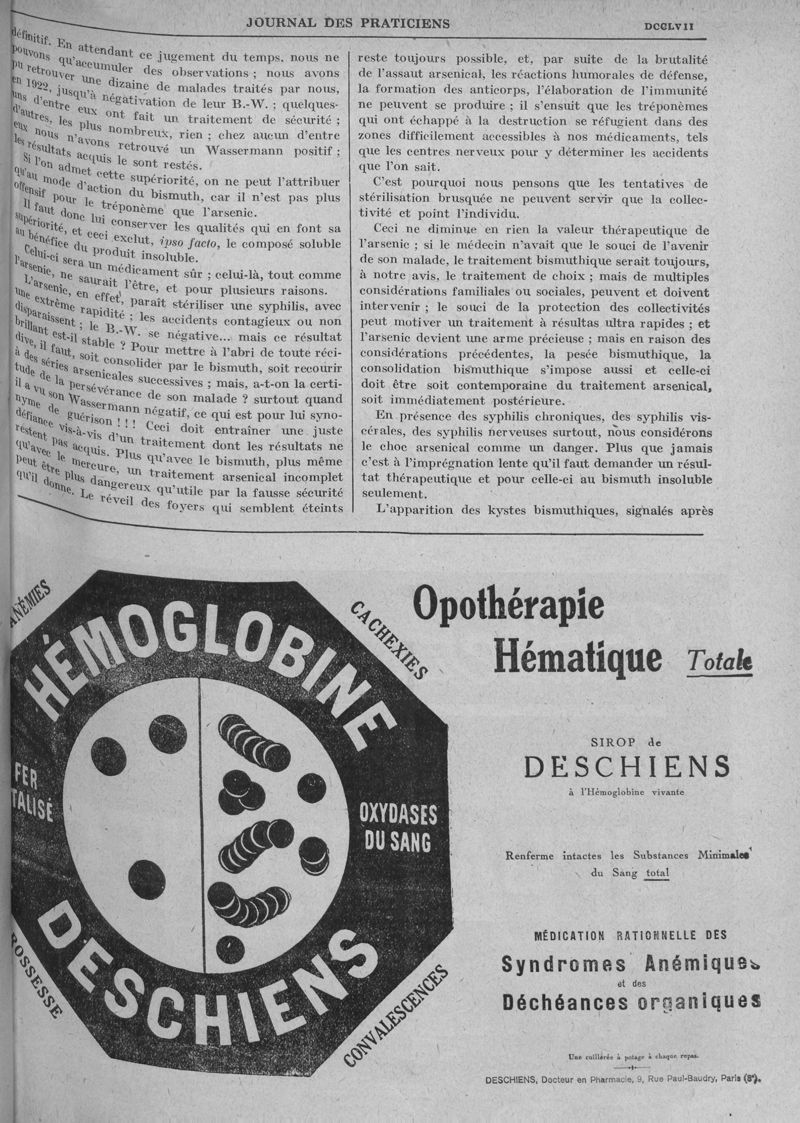 JOURNAL DES PRATICIENS
DCCLVII
définitif. En attendant ce jugement du temps, nous ne
pouvons qu'accumuler des observations ; nous avons
pu retrouver une dizaine de malades traités par nous,
en 1922, jusqu'à négativation de leur B.-W. ; quelques-
uns d'entre eux ont fait un traitement de sécurité ;
d'autres, les plus nombreux, rien ; chez aucun d'entre
eux nous n'avons retrouvé un Wassermann positif ;
les résultats acquis le sont restés.
Si l'on admet cette supériorité, on ne peut l'attribuer
qu'au mode d'action du bismuth, car il n'est pas plus
offensif pour le tréponème que l'arsenic.
Il faut donc lui conserver les qualités qui en font sa
supériorité, et ceci exclut, ipso facto, le composé soluble
au bénéfice du produit insoluble.
Celui-ci sera un médicament sûr ; celui-là, tout comme
l'arsenic, ne saurait l'être, et pour plusieurs raisons.
L'arsenic, en effet, paraît stériliser une syphilis, avec
une extrême rapidité ; les accidents contagieux ou non
disparaissent ; le B.-W. se négative... mais ce résultat
brillant est-il stable ? Pour mettre à l'abri de toute réci-
dive, il faut, soit consolider par le bismuth, soit recourir
à des séries arsenicales successives ; mais, a-t-on la certi-
tude de la persévérance de son malade ? surtout quand
il a vu son Wassermann négatif, ce qui est pour lui syno-
nyme de guérison ! ! ! Ceci doit entraîner une juste
défiance vis-à-vis d'un traitement dont les résultats ne
restent pas acquis. Plus qu'avec le bismuth, plus même
qu'avec le mercure, un traitement arsenical incomplet
peut être plus dangereux qu'utile par la fausse sécurité
qu'il donne. Le réveil des foyers qui semblent éteints
reste toujours possible, et, par suite de la brutalité
de l'assaut arsenical, les réactions humorales de défense,
la formation des anticorps, l'élaboration de l'immunité
ne peuvent se produire ; il s'ensuit que les tréponèmes
qui ont échappé à la destruction se réfugient dans des
zones difficilement accessibles à nos médicaments, tels
que les centres nerveux pour y déterminer les accidents
que l'on sait.
C'est pourquoi nous pensons que les tentatives de
stérilisation brusquée ne peuvent servir que la collec-
tivité et point l'individu.
Ceci ne diminue en rien la valeur thérapeutique de
l'arsenic ; si le médecin n'avait que le souci de l'avenir
de son malade, le traitement bismuthique serait toujours,
à notre avis, le traitement de choix ; mais de multiples
considérations familiales ou sociales, peuvent et doivent
intervenir ; le souci de la protection des collectivités
peut motiver un traitement à résultas ultra rapides ; et
l'arsenic devient une arme précieuse ; mais en raison des
considérations précédentes, la pesée bismuthique, la
consolidation bismuthique s'impose aussi et celle-ci
doit être soit contemporaine du traitement arsenical,
soit immédiatement postérieure.
En présence des syphilis chroniques, des syphilis vis-
cérales, des syphilis nerveuses surtout, nous considérons
le choc arsenical comme un danger. Plus que jamais
c'est à l'imprégnation lente qu'il faut demander un résul-
tat thérapeutique et pour celle-ci au bismuth insoluble
seulement.
L'apparition des kystes bismuthiques, signalés après
ANÉMIES
CACHEXIES
HÉMOGLOBINE
FER
TALISÉ
OXYDASES
DU SANG
DESCHIENS
ROSSESSE
CONVALESCENCES
Opothérapie
Hématique Totale
SIROP de
DESCHIENS
à l'Hémoglobine vivante
Renferme intactes les Substances Minimales
du Sang total
MÉDICATION RATIONNELLE DES
Syndromes Anémiques
et des
Déchéances organiques
Une cuillérée à potage à chaque repas.
DESCHIENS, Docteur en Pharmacie, 9, Rue Paul-Baudry, Paris (8e).